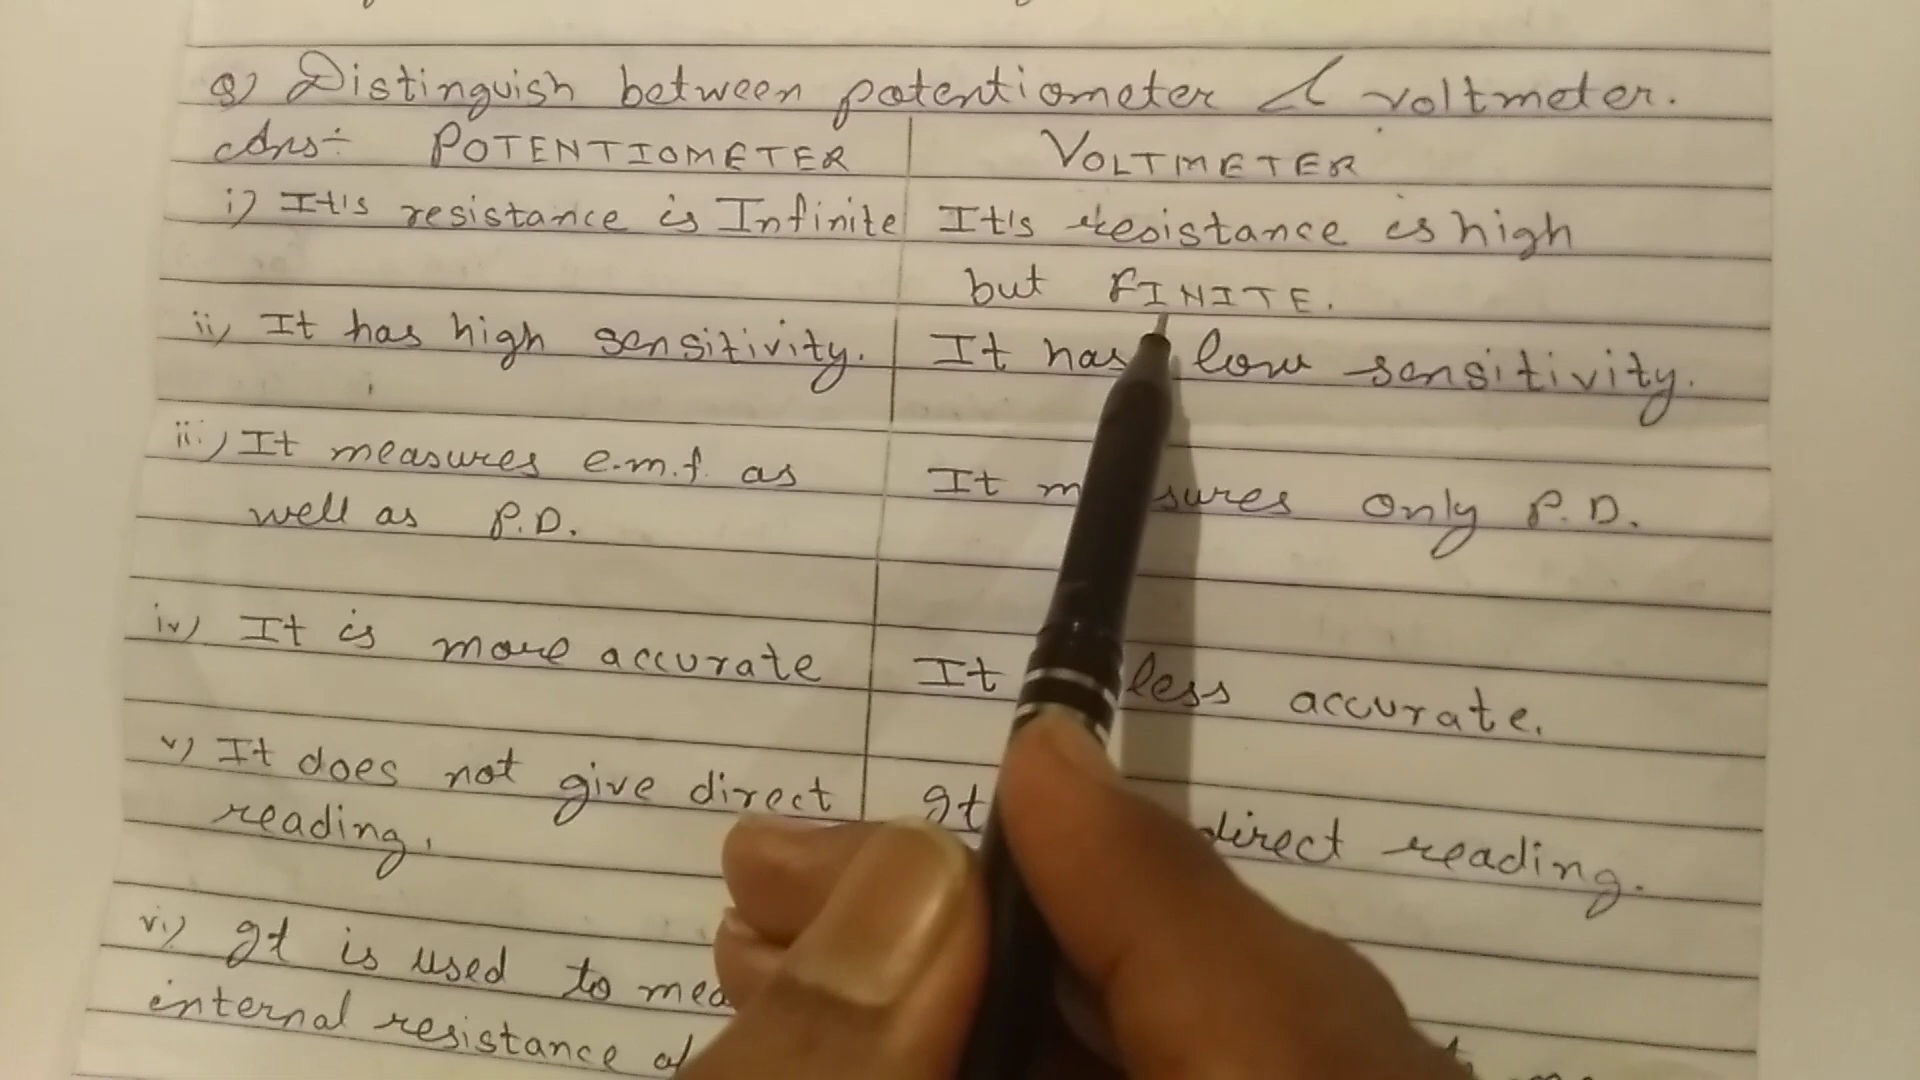 Q) Distinguish between potentiometer & voltmeter.
Ans÷ POTENTIOMETER VOLTMETER
i) It's resistance is Infinite It's resistance is high
but FINITE.
ii) It has high sensitivity. It has low sensitivity.
iii) It measures e.m.f. as It only P.D.
well as P.D.
iv) It is more accurate It less accurate.
v) It does not give direct It direct reading.
reading.
vi) It is used to
internal resistance of